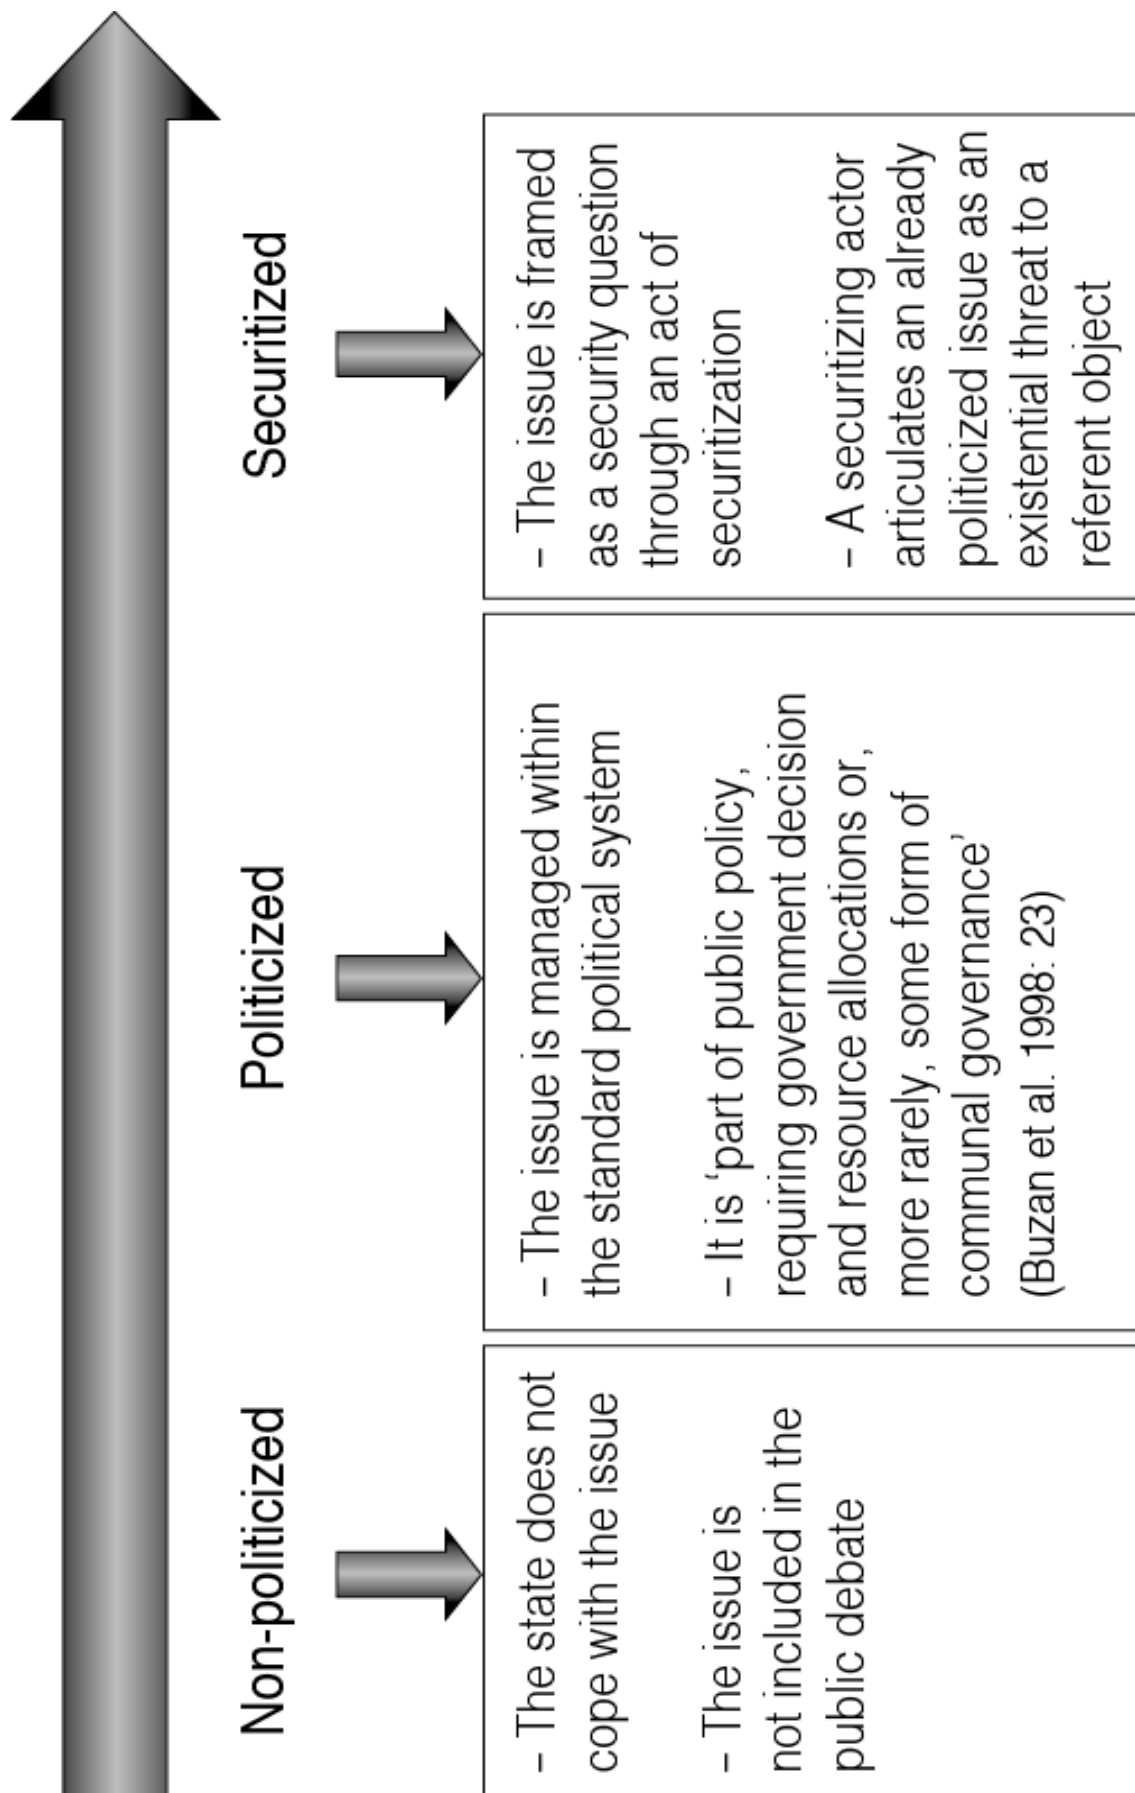 Non-politicized
Politicized
Securitized
– The state does not
cope with the issue
– The issue is
not included in the
public debate
– The issue is managed within
the standard political system
– It is ‘part of public policy,
requiring government decision
and resource allocations or,
more rarely, some form of
communal governance’
(Buzan et al. 1998: 23)
– The issue is framed
as a security question
through an act of
securitization
– A securitizing actor
articulates an already
politicized issue as an
existential threat to a
referent object